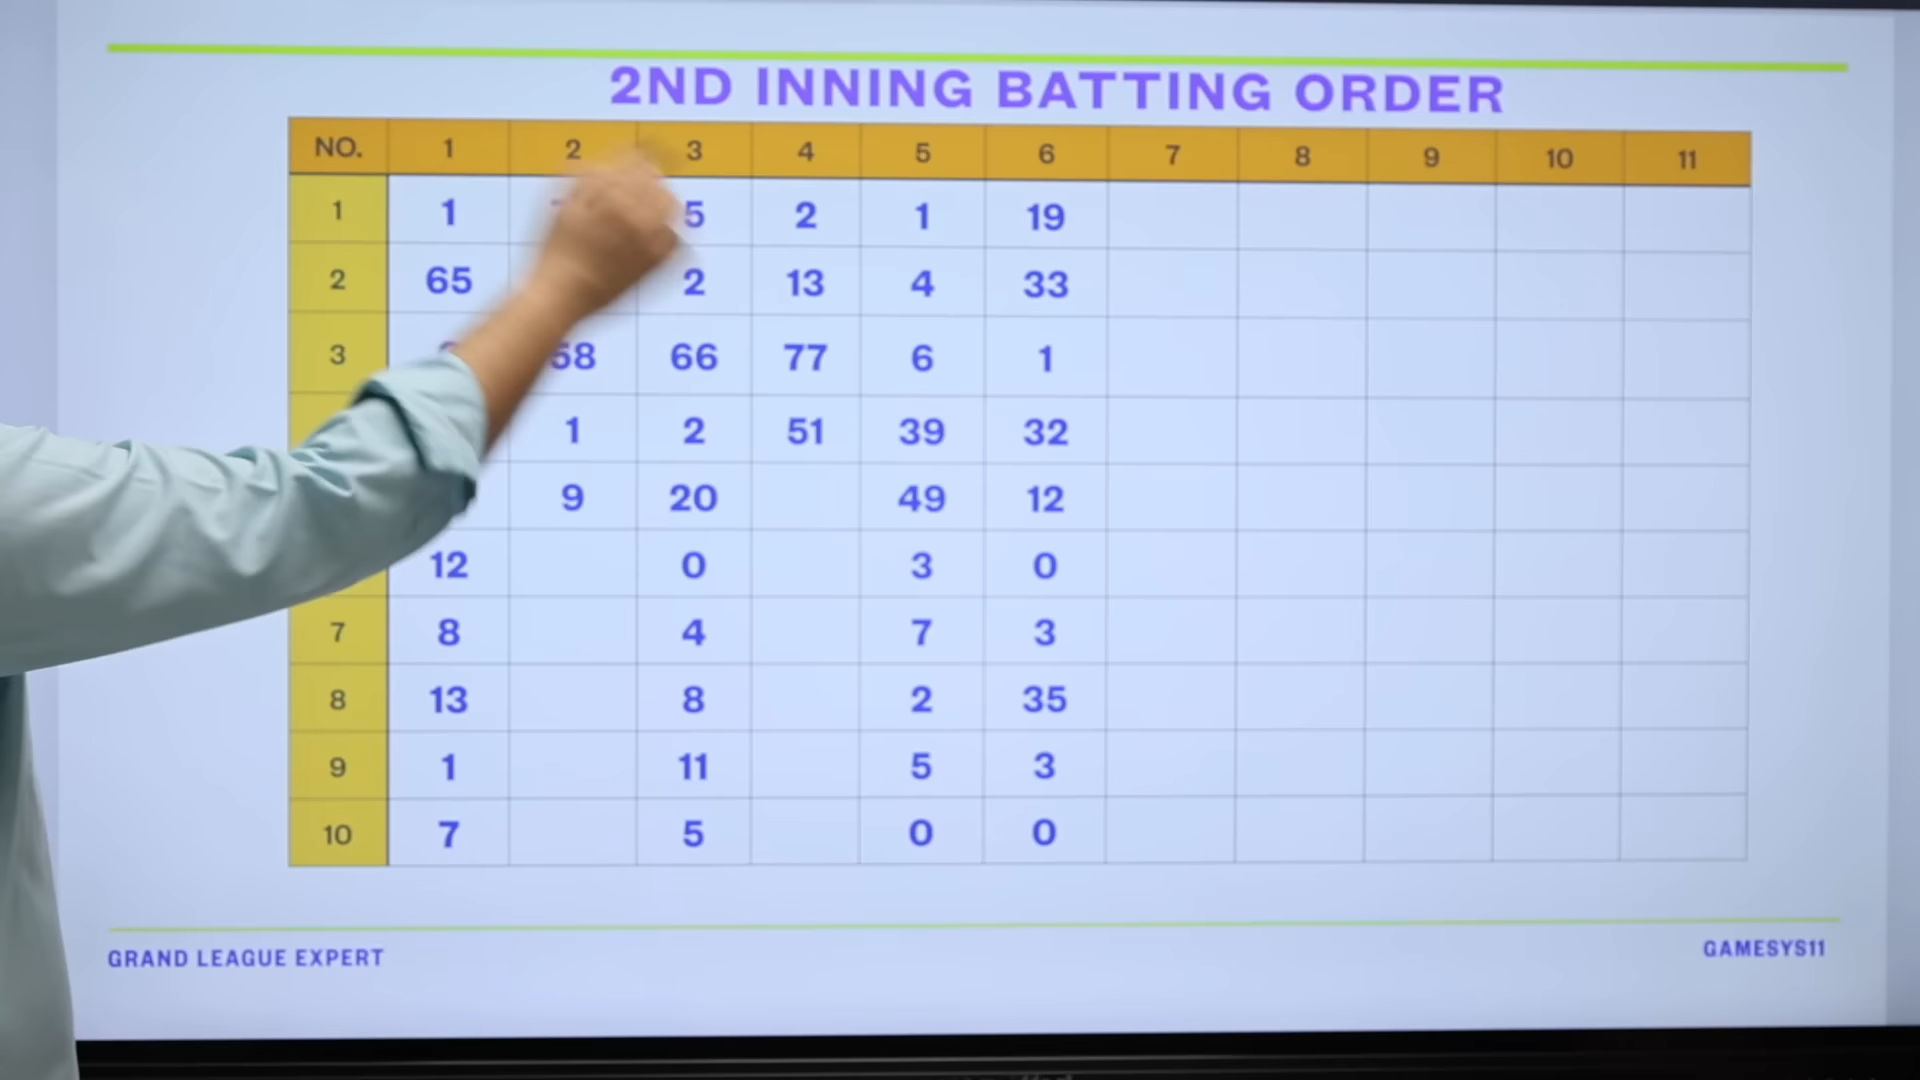 2ND INNING BATTING ORDER
NO. 1 2 3 4 5 6 7 8 9 10 11
1 1 5 2 1 19
2 65 2 13 4 33
3 58 66 77 6 1
1 2 51 39 32
9 20 49 12
12 0 3 0
7 8 4 7 3
8 13 8 2 35
9 1 11 5 3
10 7 5 0 0
GRAND LEAGUE EXPERT
GAMESYS11